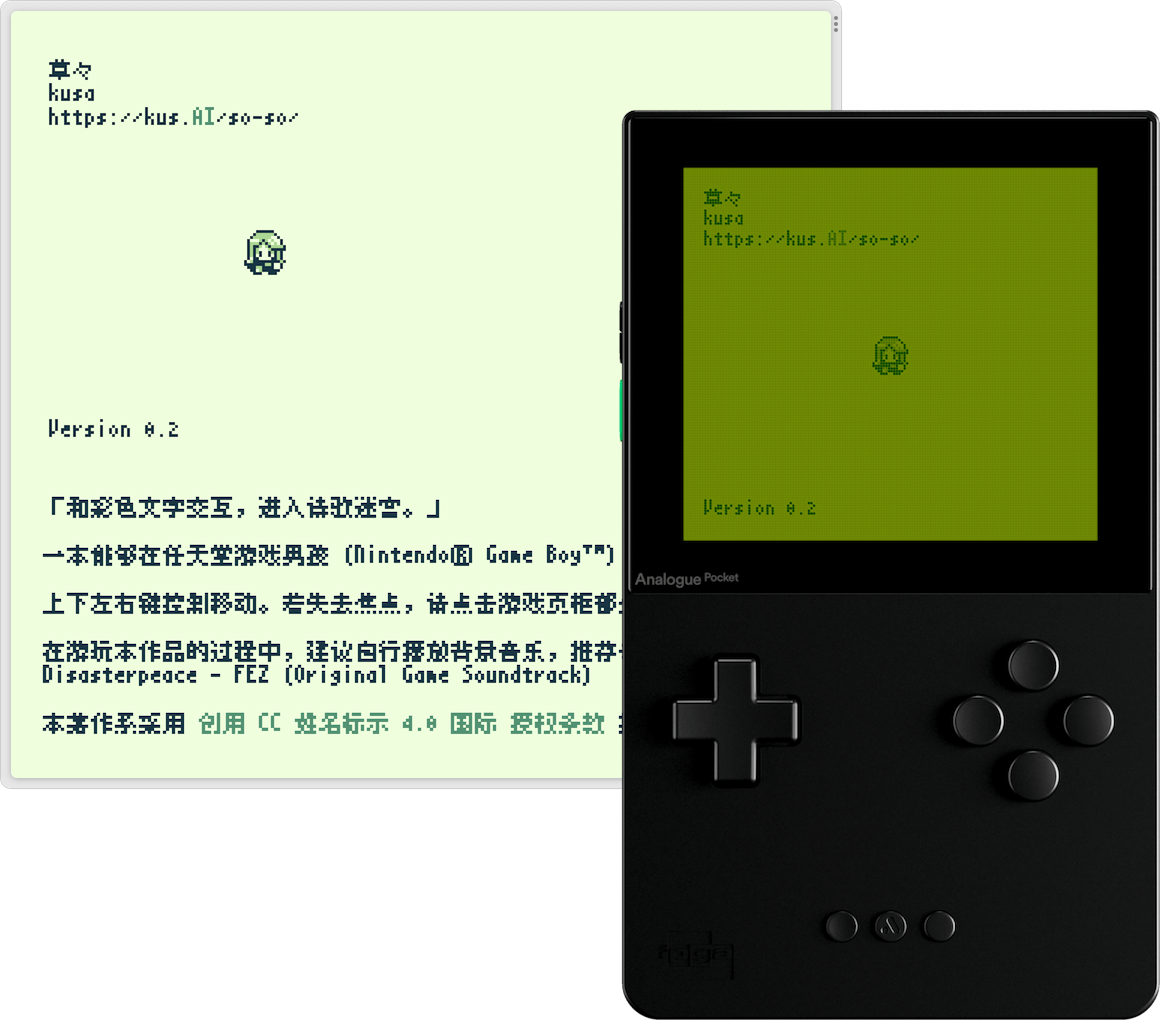 草々
kusa
https://kus.AI/so-so/
Version 0.2
「和彩色文字交互，进入诗歌迷宫。」
一本能够在任天堂游戏男孩 (Nintendo® Game Boy™)
上下左右键控制移动。若失去焦点，请点击游戏页框
在游玩本作品的过程中，建议自行播放背景音乐，推荐
Disasterpeace - FEZ (Original Game Soundtrack)
本著作系采用 创用 CC 姓名标示 4.0 国际 授权条款
草々
kusa
https://kus.AI/so-so/
Version 0.2
Analogue Pocket